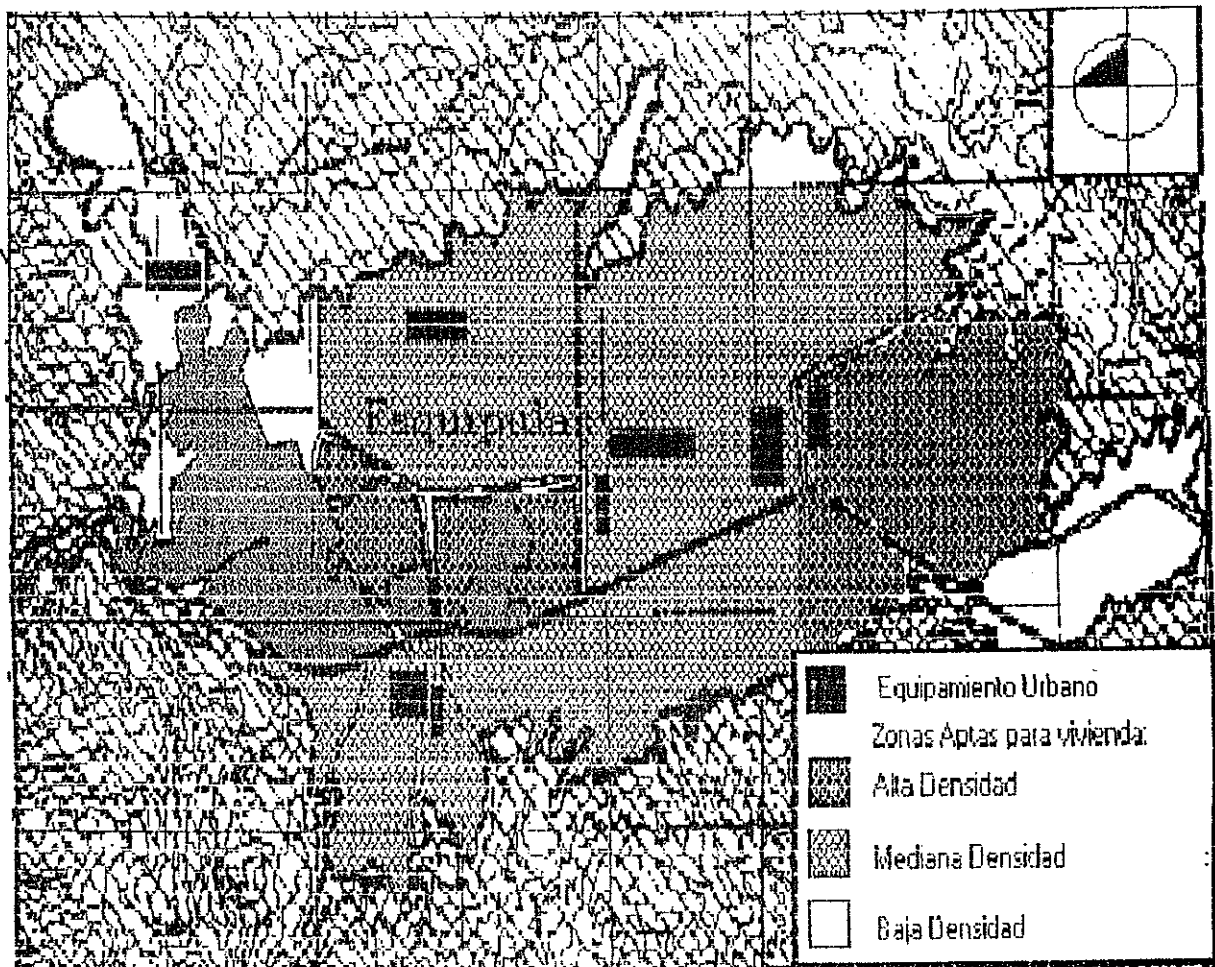 Equipamiento Urbano
Zonas Aptas para vivienda:
Alta Densidad
Mediana Densidad
Baja Densidad